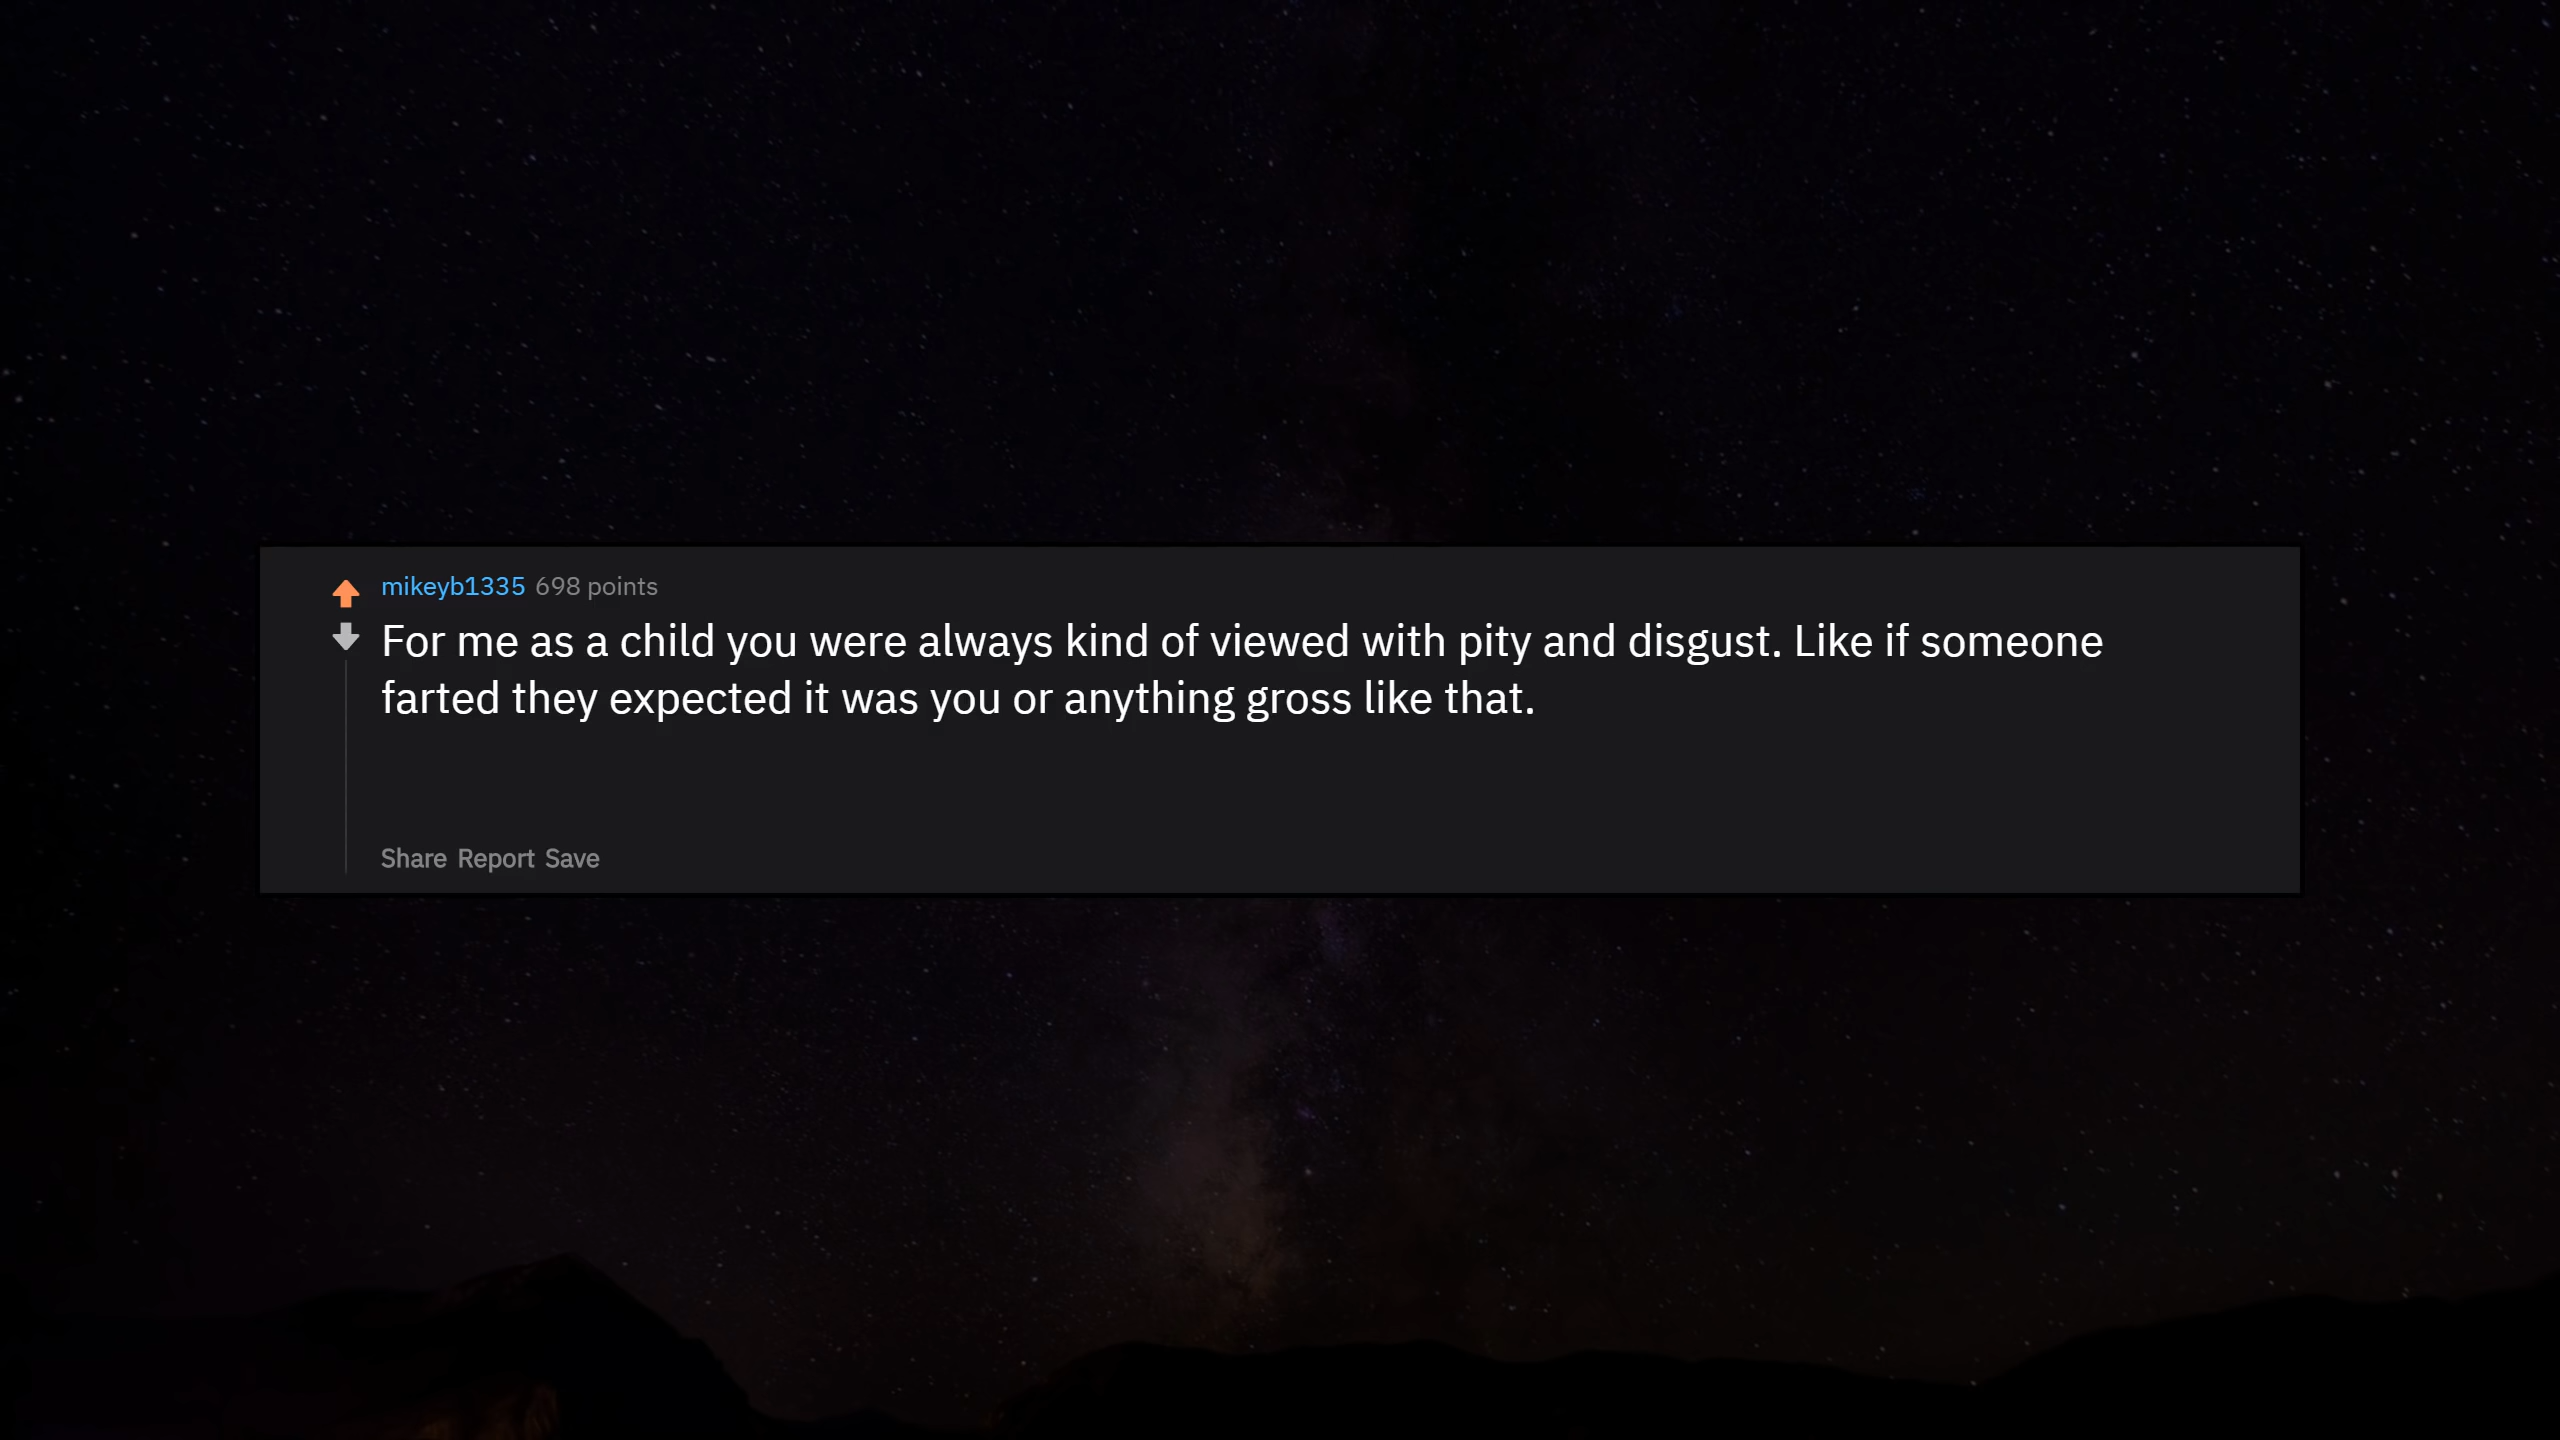 mikeyb1335 698 points
For me as a child you were always kind of viewed with pity and disgust. Like if someone
farted they expected it was you or anything gross like that.
Share Report Save